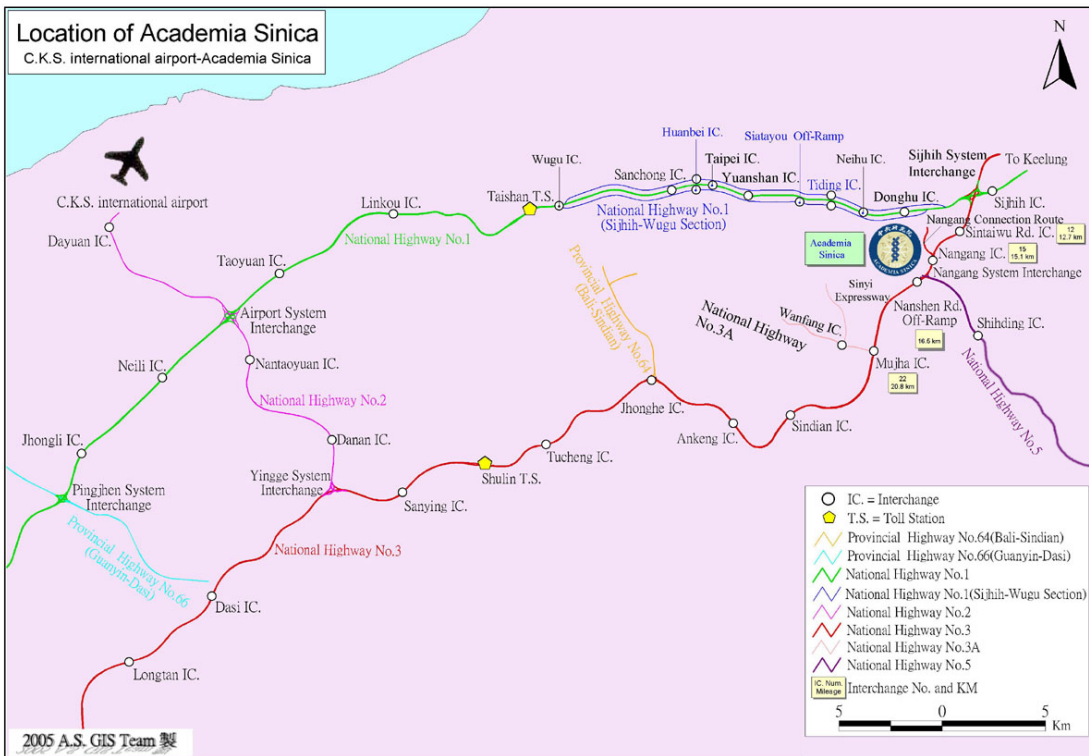 Location of Academia Sinica
C.K.S. international airport-Academia Sinica
N
Huanbei IC.
Siatayou Off-Ramp
Wugu IC.
Sanchong IC.
Taipei IC.
Yuanshan IC.
Neihu IC.
Tiding IC.
Sijhih System
Interchange
To Keelung
Taishan T.S.
Donghu IC.
Sijhih IC.
C.K.S. international airport
Linkou IC.
National Highway No.1
(Sijhih-Wugu Section)
Nangang Connection Route
Sintaiwu Rd. IC.
12
12.7 km
Dayuan IC.
National Highway No.1
Academia
Sinica
中央研究院
ACADEMIA SINICA
Nangang IC.
15
15.1 km
Taoyuan IC.
Nangang System Interchange
Provincial Highway No.64
(Bali-Sindian)
Sinyi
Expressway
Nanshen Rd.
Off-Ramp
16.5 km
Airport System
Interchange
National Highway
No.3A
Wanfang IC.
Shihding IC.
Neili IC.
Nantaoyuan IC.
Mujha IC.
22
20.8 km
National Highway No.2
National Highway No.5
Jhonghe IC.
Jhongli IC.
Danan IC.
Ankeng IC.
Sindian IC.
Tucheng IC.
Yingge System
Interchange
Shulin T.S.
Pingjhen System
Interchange
Sanying IC.
Provincial Highway No.66
(Guanyin-Dasi)
National Highway No.3
Dasi IC.
Longtan IC.
IC. = Interchange
T.S. = Toll Station
Provincial Highway No.64(Bali-Sindian)
Provincial Highway No.66(Guanyin-Dasi)
National Highway No.1
National Highway No.1(Sijhih-Wugu Section)
National Highway No.2
National Highway No.3
National Highway No.3A
National Highway No.5
IC. Num.
Mileage
Interchange No. and KM
5 0 5
Km
2005 A.S. GIS Team 製